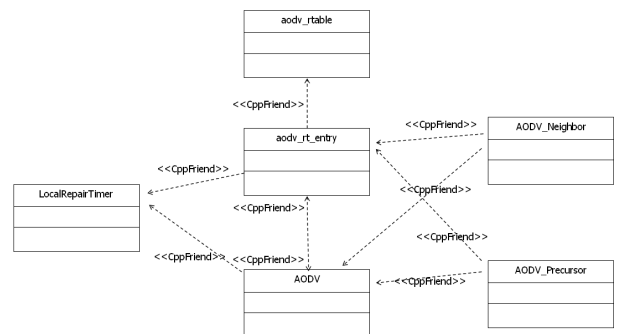 aodv_rtable
<<CppFriend>>
aodv_rt_entry
<<CppFriend>>
AODV_Neighbor
<<CppFriend>>
LocalRepairTimer
<<CppFriend>>
<<CppFriend>>
<<CppFriend>>
<<CppFriend>>
<<CppFriend>>
AODV
<<CppFriend>>
AODV_Precursor